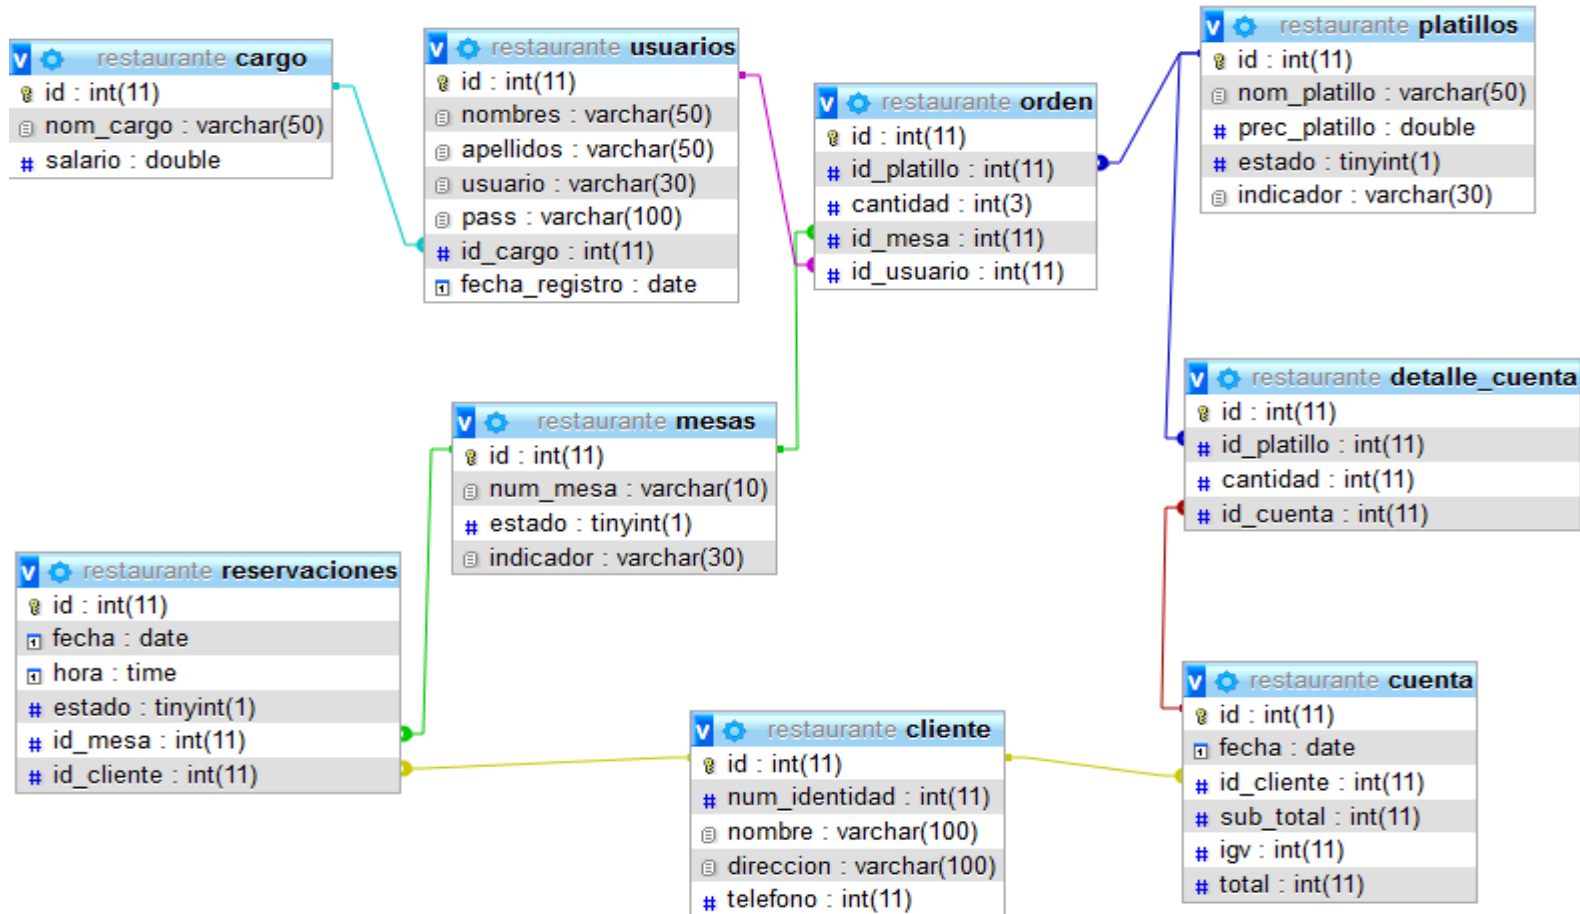 v restaurante cargo
id : int(11)
nom_cargo : varchar(50)
# salario : double
v restaurante usuarios
id : int(11)
nombres : varchar(50)
apellidos : varchar(50)
usuario : varchar(30)
pass : varchar(100)
# id_cargo : int(11)
fecha_registro : date
v restaurante orden
id : int(11)
# id_platillo : int(11)
# cantidad : int(3)
# id_mesa : int(11)
# id_usuario : int(11)
v restaurante platillos
id : int(11)
nom_platillo : varchar(50)
# prec_platillo : double
# estado : tinyint(1)
indicador : varchar(30)
v restaurante mesas
id : int(11)
num_mesa : varchar(10)
# estado : tinyint(1)
indicador : varchar(30)
v restaurante detalle_cuenta
id : int(11)
# id_platillo : int(11)
# cantidad : int(11)
# id_cuenta : int(11)
v restaurante reservaciones
id : int(11)
fecha : date
hora : time
# estado : tinyint(1)
# id_mesa : int(11)
# id_cliente : int(11)
v restaurante cliente
id : int(11)
# num_identidad : int(11)
nombre : varchar(100)
direccion : varchar(100)
# telefono : int(11)
v restaurante cuenta
id : int(11)
fecha : date
# id_cliente : int(11)
# sub_total : int(11)
# igv : int(11)
# total : int(11)